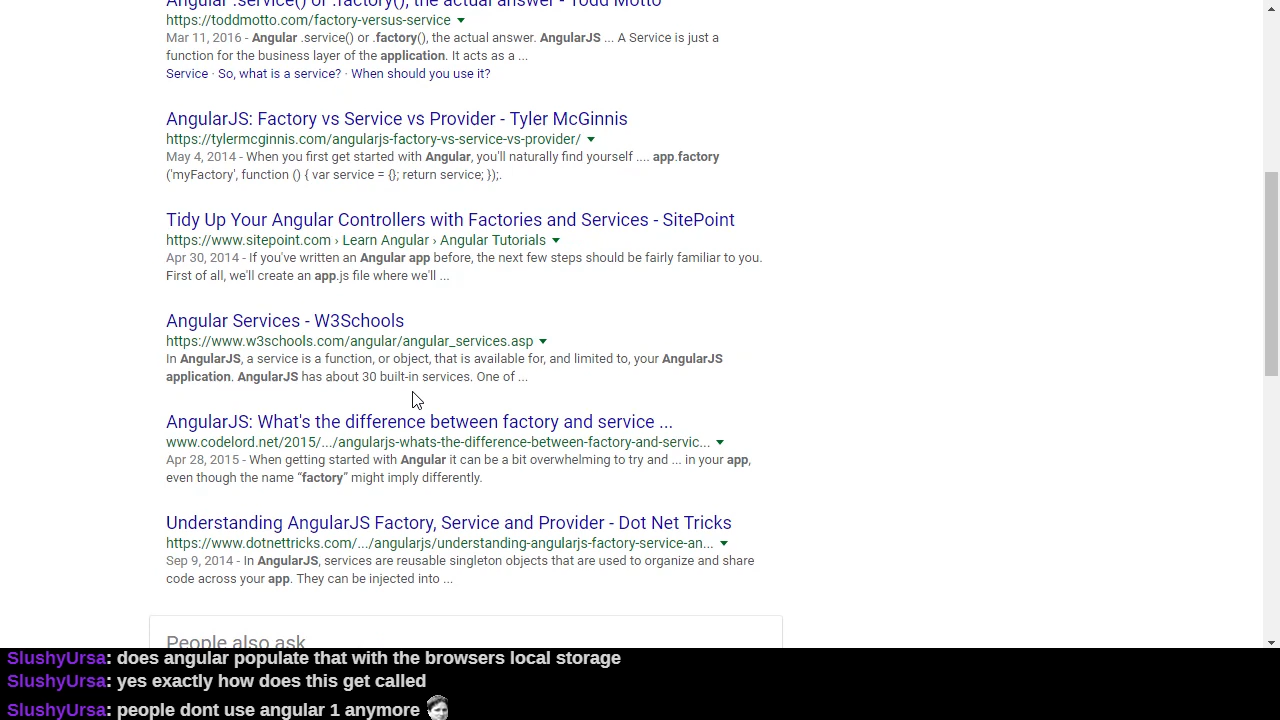 Angular .service() or .factory(), the actual answer - Todd Motto
https://toddmotto.com/factory-versus-service
Mar 11, 2016 - Angular .service() or .factory(), the actual answer. AngularJS ... A Service is just a
function for the business layer of the application. It acts as a ...
Service · So, what is a service? · When should you use it?
AngularJS: Factory vs Service vs Provider - Tyler McGinnis
https://tylermcginnis.com/angularjs-factory-vs-service-vs-provider/
May 4, 2014 - When you first get started with Angular, you'll naturally find yourself .... app.factory
('myFactory', function () { var service = {}; return service; });.
Tidy Up Your Angular Controllers with Factories and Services - SitePoint
https://www.sitepoint.com › Learn Angular › Angular Tutorials
Apr 30, 2014 - If you've written an Angular app before, the next few steps should be fairly familiar to you.
First of all, we'll create an app.js file where we'll ...
Angular Services - W3Schools
https://www.w3schools.com/angular/angular_services.asp
In AngularJS, a service is a function, or object, that is available for, and limited to, your AngularJS
application. AngularJS has about 30 built-in services. One of ...
AngularJS: What's the difference between factory and service ...
www.codelord.net/2015/.../angularjs-whats-the-difference-between-factory-and-servic...
Apr 28, 2015 - When getting started with Angular it can be a bit overwhelming to try and ... in your app,
even though the name “factory” might imply differently.
Understanding AngularJS Factory, Service and Provider - Dot Net Tricks
https://www.dotnettricks.com/.../angularjs/understanding-angularjs-factory-service-an...
Sep 9, 2014 - In AngularJS, services are reusable singleton objects that are used to organize and share
code across your app. They can be injected into ...
People also ask
SlushyUrsa: does angular populate that with the browsers local storage
SlushyUrsa: yes exactly how does this get called
SlushyUrsa: people dont use angular 1 anymore